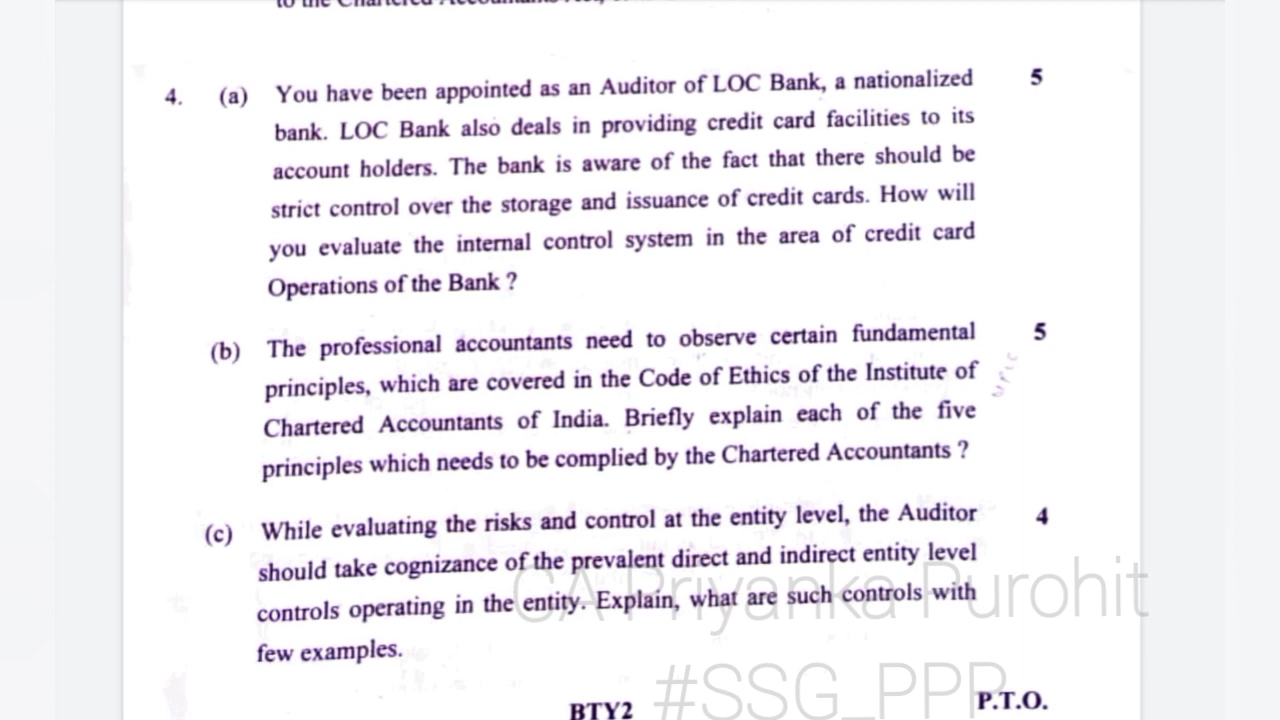 to the Chartered Accountants
4. (a) You have been appointed as an Auditor of LOC Bank, a nationalized 5
bank. LOC Bank also deals in providing credit card facilities to its
account holders. The bank is aware of the fact that there should be
strict control over the storage and issuance of credit cards. How will
you evaluate the internal control system in the area of credit card
Operations of the Bank ?
(b) The professional accountants need to observe certain fundamental 5
principles, which are covered in the Code of Ethics of the Institute of
Chartered Accountants of India. Briefly explain each of the five
principles which needs to be complied by the Chartered Accountants ?
(c) While evaluating the risks and control at the entity level, the Auditor 4
should take cognizance of the prevalent direct and indirect entity level
controls operating in the entity. Explain, what are such controls with
few examples.
CA Priyanka Purohit
#SSG_PPP
BTY2 P.T.O.